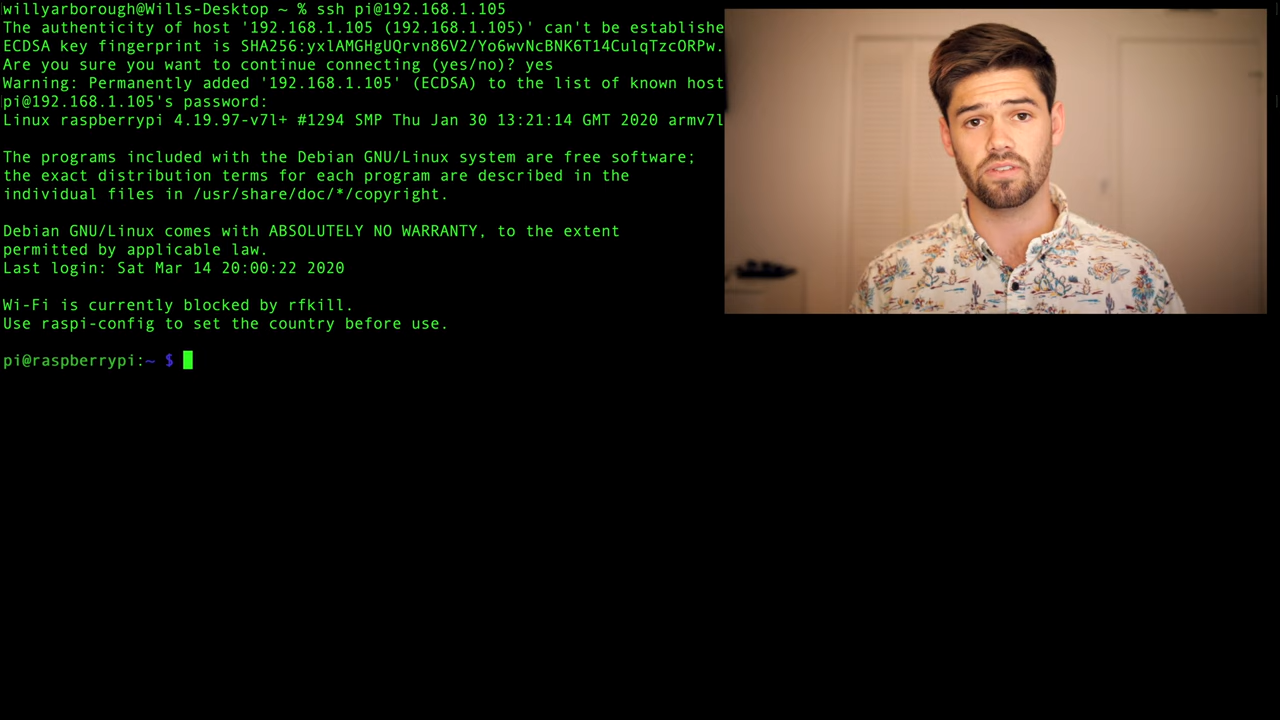 willyarborough@Wills-Desktop ~ % ssh pi@192.168.1.105
The authenticity of host '192.168.1.105 (192.168.1.105)' can't be establishe
ECDSA key fingerprint is SHA256:yxlAMGHgUQrvn86V2/Yo6wvNcBNK6T14CulqTzcORPw.
Are you sure you want to continue connecting (yes/no)? yes
Warning: Permanently added '192.168.1.105' (ECDSA) to the list of known host
pi@192.168.1.105's password:
Linux raspberrypi 4.19.97-v7l+ #1294 SMP Thu Jan 30 13:21:14 GMT 2020 armv7l
The programs included with the Debian GNU/Linux system are free software;
the exact distribution terms for each program are described in the
individual files in /usr/share/doc/*/copyright.
Debian GNU/Linux comes with ABSOLUTELY NO WARRANTY, to the extent
permitted by applicable law.
Last login: Sat Mar 14 20:00:22 2020
Wi-Fi is currently blocked by rfkill.
Use raspi-config to set the country before use.
pi@raspberrypi:~ $